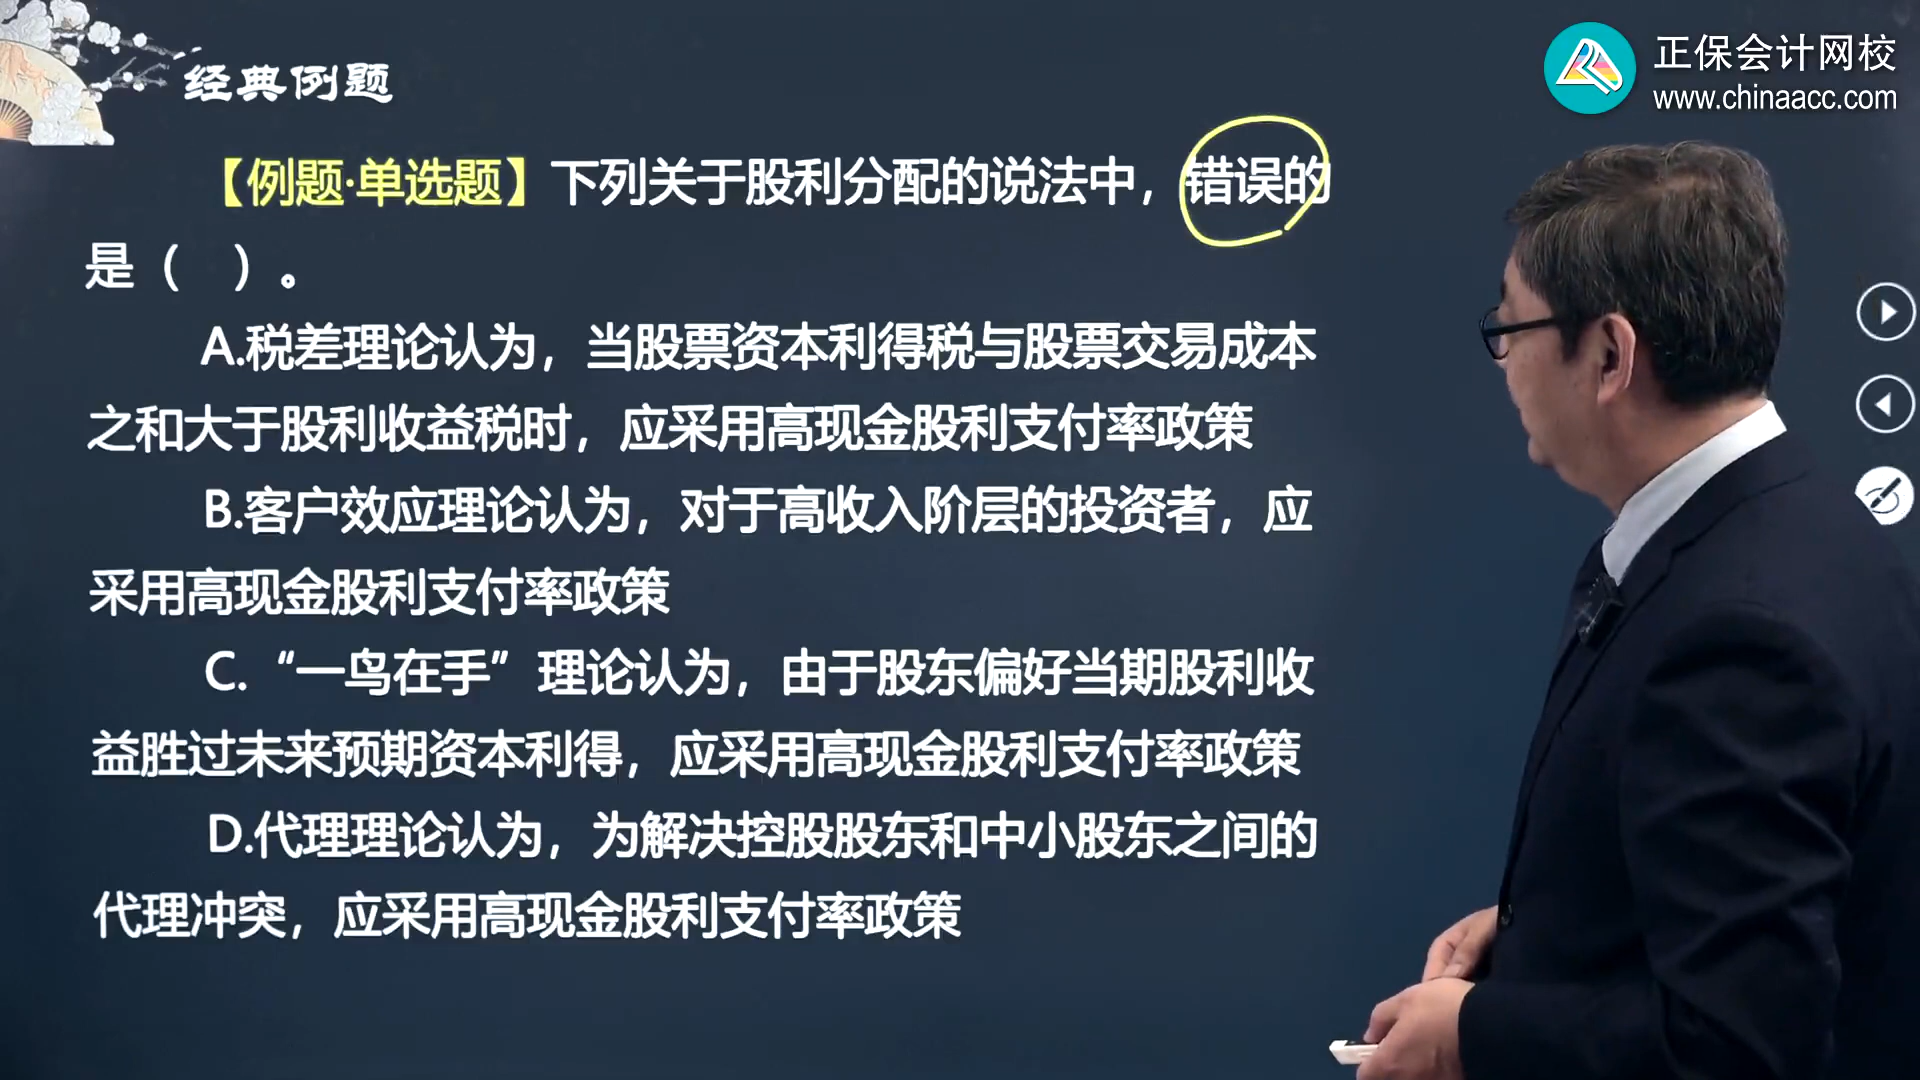 正保会计网校
www.chinaacc.com
经典例题
【例题·单选题】下列关于股利分配的说法中，错误的
是（ ）。
A.税差理论认为，当股票资本利得税与股票交易成本
之和大于股利收益税时，应采用高现金股利支付率政策
B.客户效应理论认为，对于高收入阶层的投资者，应
采用高现金股利支付率政策
C.“一鸟在手”理论认为，由于股东偏好当期股利收
益胜过未来预期资本利得，应采用高现金股利支付率政策
D.代理理论认为，为解决控股股东和中小股东之间的
代理冲突，应采用高现金股利支付率政策